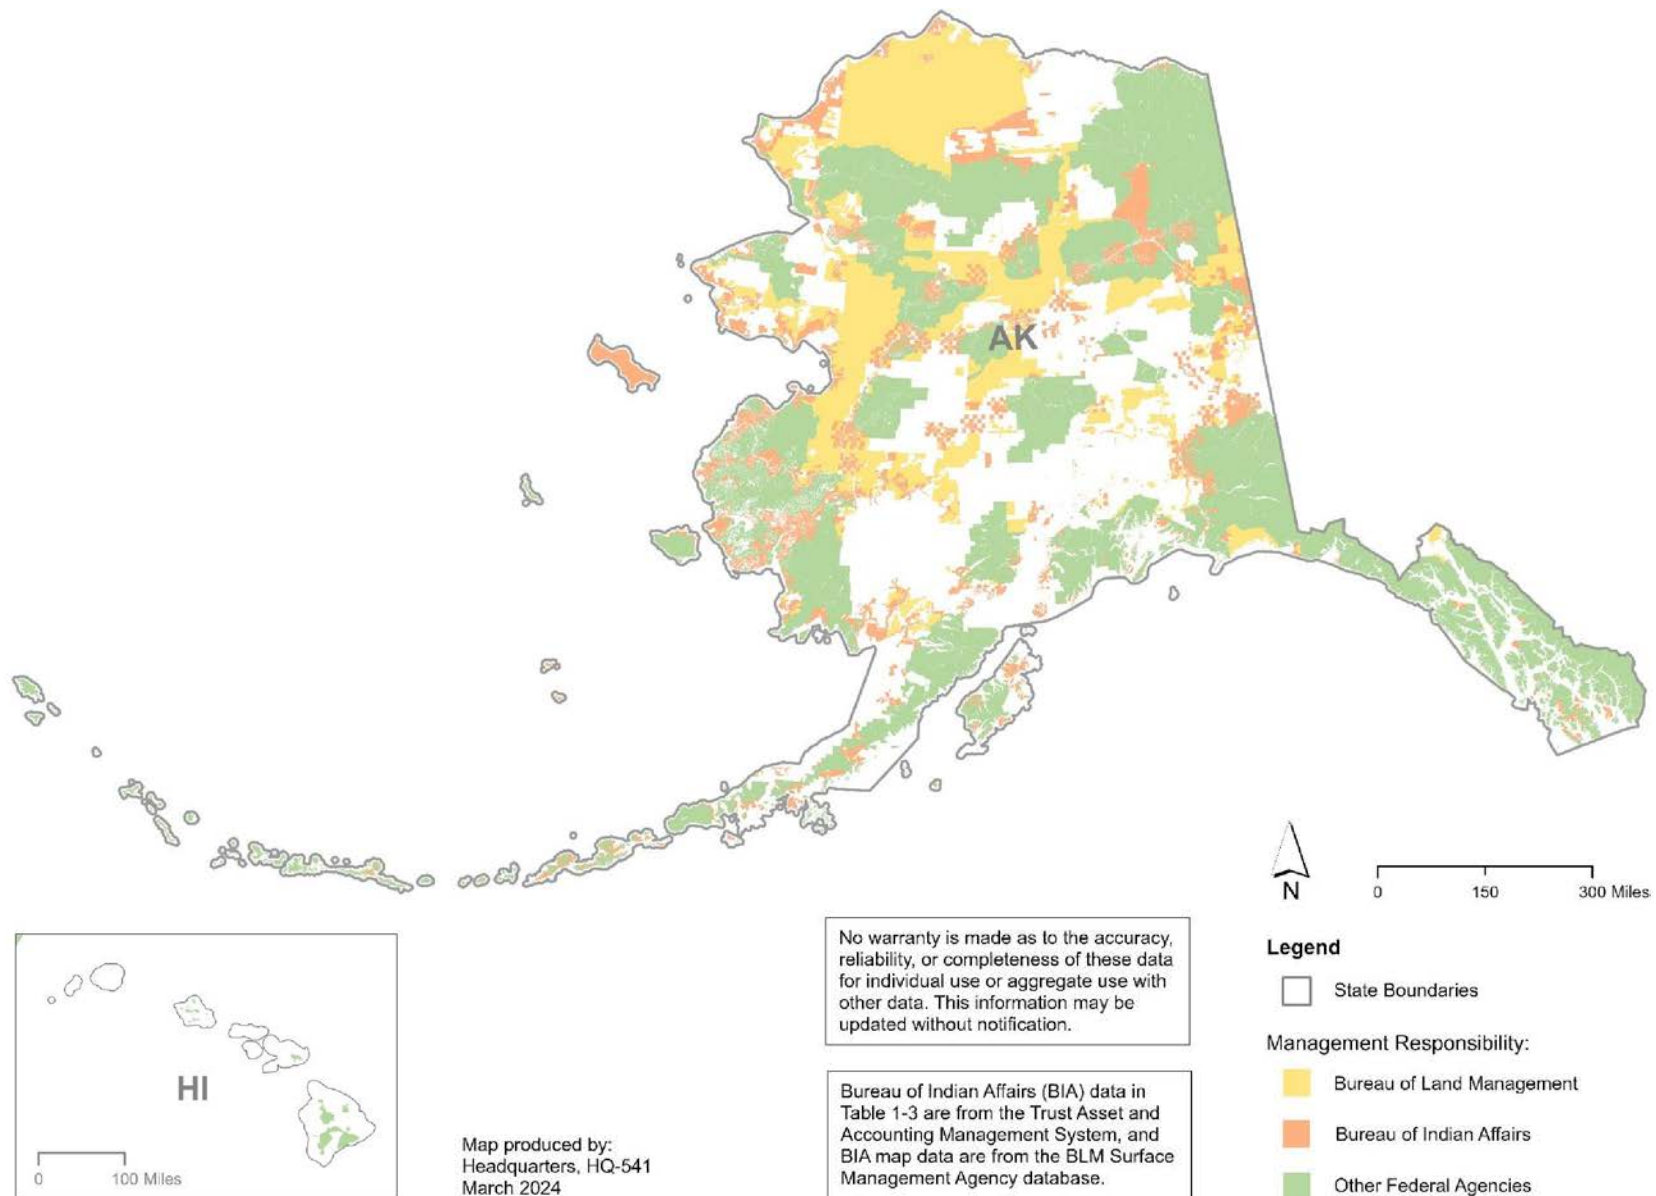 AK
N
0 150 300 Miles
No warranty is made as to the accuracy,
reliability, or completeness of these data
for individual use or aggregate use with
other data. This information may be
updated without notification.
Legend
State Boundaries
Management Responsibility:
Bureau of Land Management
Bureau of Indian Affairs
Other Federal Agencies
Bureau of Indian Affairs (BIA) data in
Table 1-3 are from the Trust Asset and
Accounting Management System, and
BIA map data are from the BLM Surface
Management Agency database.
HI
0 100 Miles
Map produced by:
Headquarters, HQ-541
March 2024